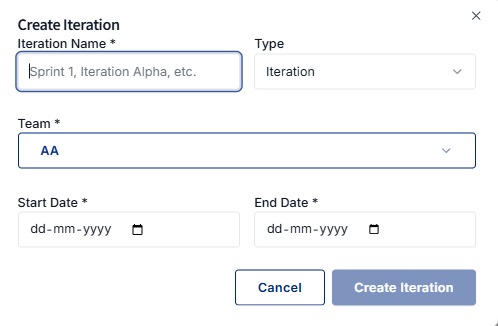 Create Iteration
Iteration Name *
Type
Sprint 1, Iteration Alpha, etc.
Iteration
Team *
AA
Start Date *
End Date *
dd-mm-yyyy
dd-mm-yyyy
Cancel
Create Iteration